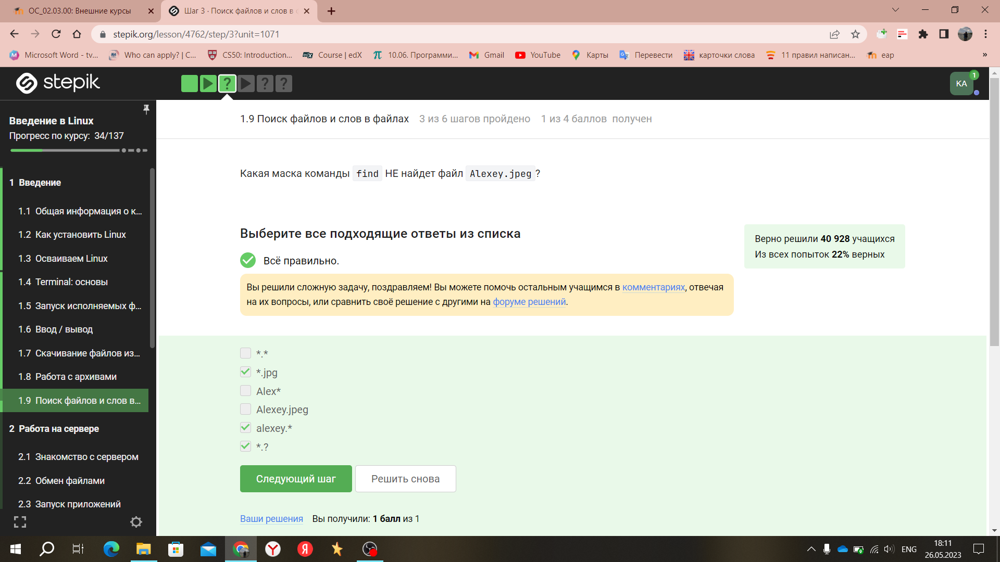 ОС_02.03.00: Внешние курсы
Шаг 3 · Поиск файлов и слов в
stepik.org/lesson/4762/step/3?unit=1071
Microsoft Word - tv...
Who can apply? | C...
CS50: Introduction...
edX
Course | edX
10.06. Программи...
Gmail
YouTube
Карты
Перевести
карточки слова
11 правил написан...
eap
»
stepik
KA
1
Введение в Linux
Прогресс по курсу: 34/137
1 Введение
1.1 Общая информация о к...
1.2 Как установить Linux
1.3 Осваиваем Linux
1.4 Terminal: основы
1.5 Запуск исполняемых ф...
1.6 Ввод / вывод
1.7 Скачивание файлов из...
1.8 Работа с архивами
1.9 Поиск файлов и слов в...
2 Работа на сервере
2.1 Знакомство с сервером
2.2 Обмен файлами
2.3 Запуск приложений
1.9 Поиск файлов и слов в файлах 3 из 6 шагов пройдено 1 из 4 баллов получен
Какая маска команды find НЕ найдет файл Alexey.jpeg ?
Выберите все подходящие ответы из списка
Всё правильно.
Вы решили сложную задачу, поздравляем! Вы можете помочь остальным учащимся в комментариях, отвечая
на их вопросы, или сравнить своё решение с другими на форуме решений.
Верно решили 40 928 учащихся
Из всех попыток 22% верных
*.*
*.jpg
Alex*
Alexey.jpeg
alexey.*
*.?
Следующий шаг
Решить снова
Ваши решения Вы получили: 1 балл из 1
ENG
18:11
26.05.2023